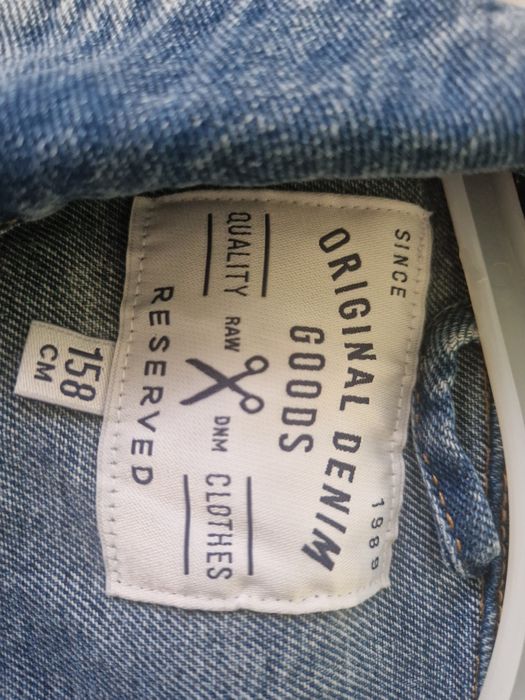 SINCE 1989
ORIGINAL DENIM
GOODS
QUALITY CLOTHES
RAW DNM
RESERVED
158
CM